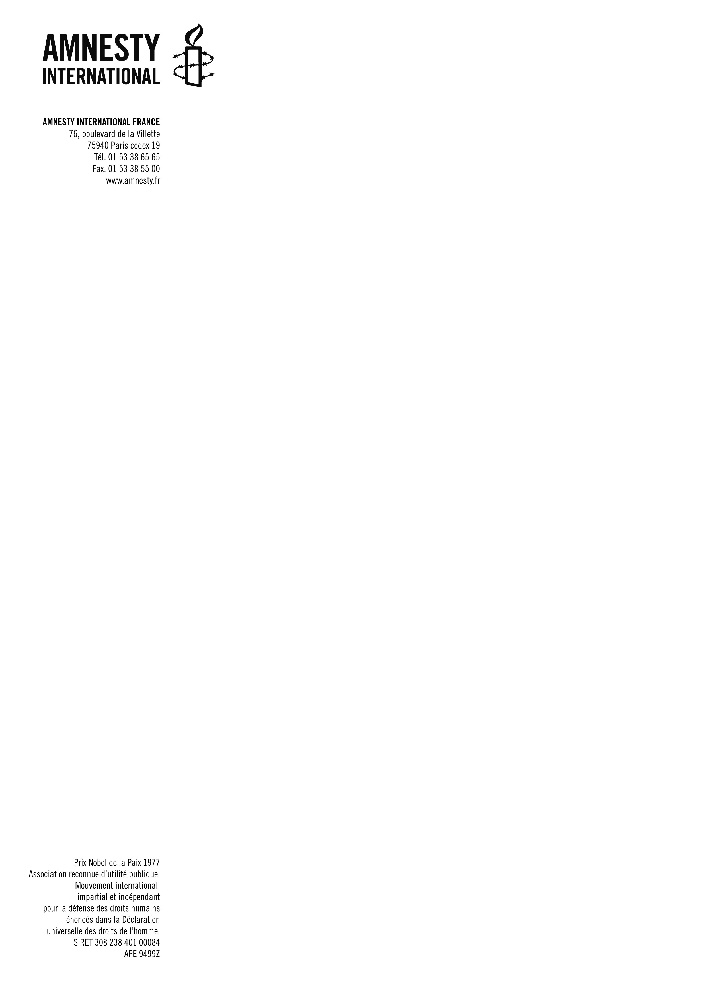 AMNESTY
INTERNATIONAL
AMNESTY INTERNATIONAL FRANCE
76, boulevard de la Villette
75940 Paris cedex 19
Tél. 01 53 38 65 65
Fax. 01 53 38 55 00
www.amnesty.fr
Prix Nobel de la Paix 1977
Association reconnue d’utilité publique.
Mouvement international,
impartial et indépendant
pour la défense des droits humains
énoncés dans la Déclaration
universelle des droits de l’homme.
SIRET 308 238 401 00084
APE 9499Z